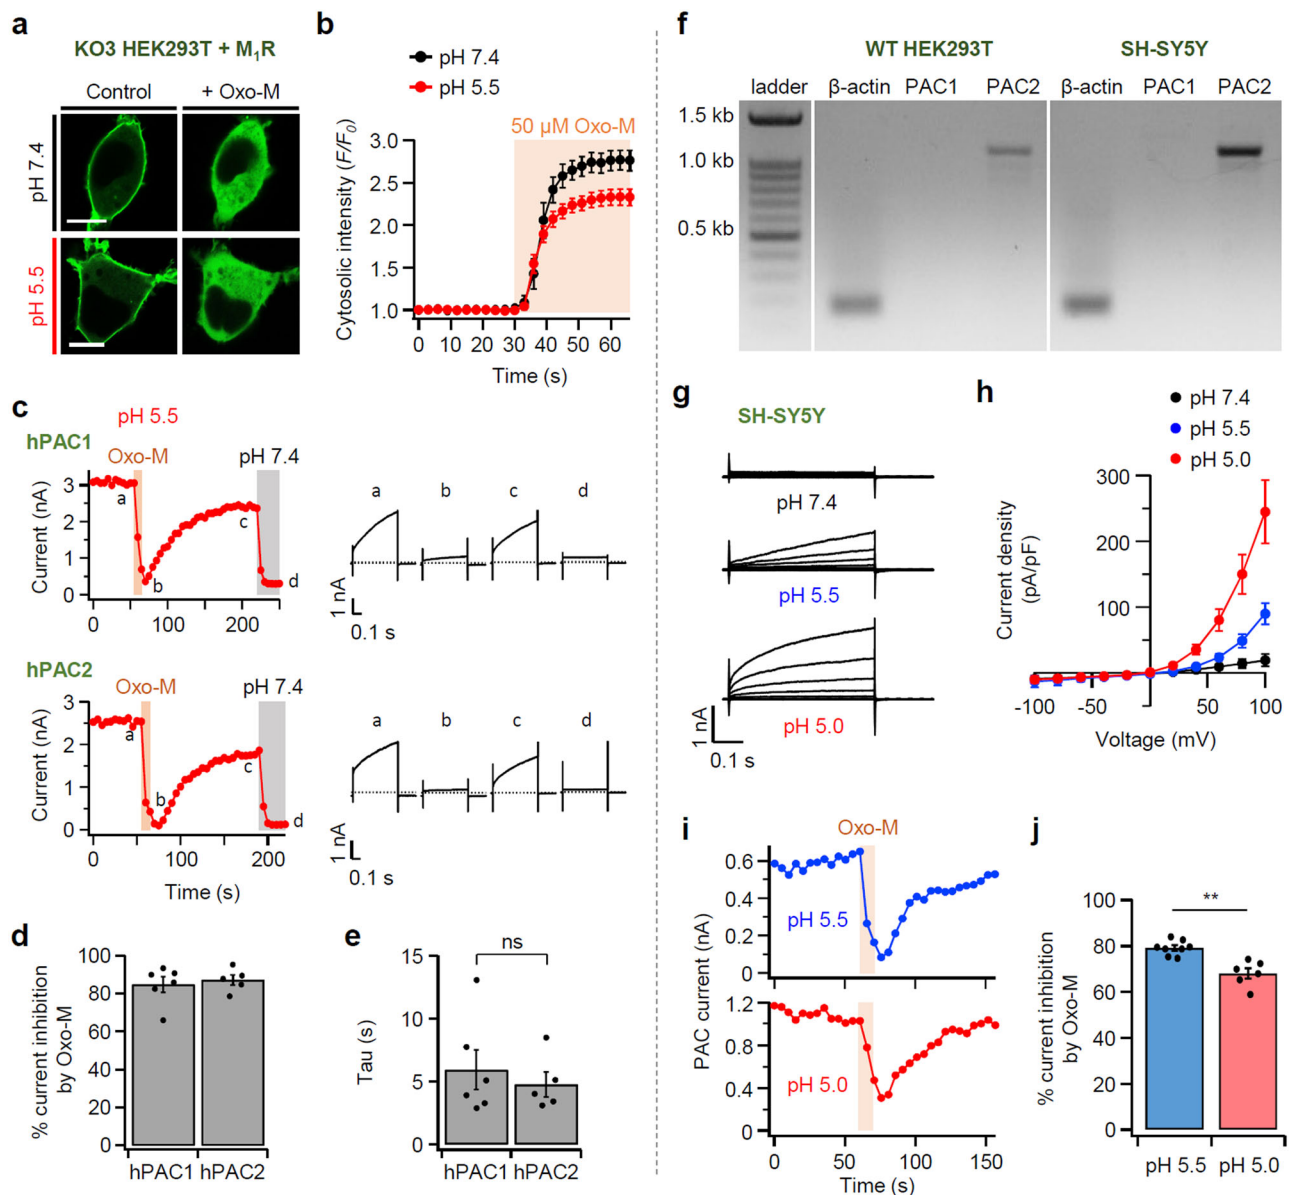 a
KO3 HEK293T + M1R
Control
+ Oxo-M
pH 7.4
pH 5.5
b
pH 7.4
pH 5.5
50 µM Oxo-M
Cytosolic intensity (F/F0)
3.0
2.5
2.0
1.5
1.0
0 10 20 30 40 50 60
Time (s)
c
pH 5.5
hPAC1
Oxo-M
pH 7.4
Current (nA)
3
2
1
0
a
b
c
d
0 100 200
a b c d
1 nA
0.1 s
hPAC2
Oxo-M
pH 7.4
Current (nA)
3
2
1
0
a
b
c
d
0 100 200
Time (s)
a b c d
1 nA
0.1 s
d
% current inhibition
by Oxo-M
100
80
60
40
20
0
hPAC1 hPAC2
e
ns
Tau (s)
15
10
5
0
hPAC1 hPAC2
f
WT HEK293T
SH-SY5Y
ladder β-actin PAC1 PAC2 β-actin PAC1 PAC2
1.5 kb
1.0 kb
0.5 kb
g
SH-SY5Y
pH 7.4
pH 5.5
pH 5.0
1 nA
0.1 s
h
pH 7.4
pH 5.5
pH 5.0
Current density
(pA/pF)
300
200
100
-100 -50 50 100
Voltage (mV)
i
Oxo-M
PAC current (nA)
0.6
0.4
0.2
0
pH 5.5
1.2
0.8
0.4
0
pH 5.0
0 50 100 150
Time (s)
j
**
% current inhibition
by Oxo-M
100
80
60
40
20
0
pH 5.5 pH 5.0